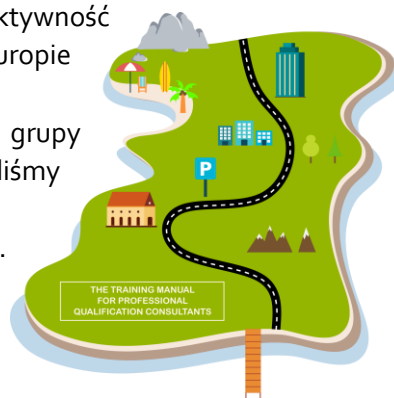 ktywność
uropie
grupy
liśmy
.
P
THE TRAINING MANUAL
FOR PROFESSIONAL
QUALIFICATION CONSULTANTS